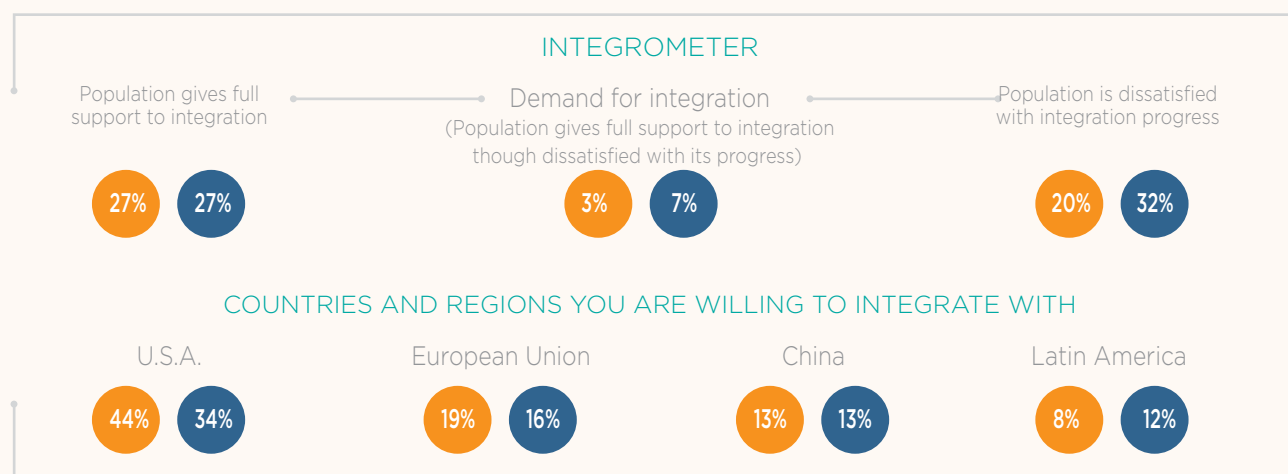 INTEGROMETER
Population gives full
support to integration
Demand for integration
(Population gives full support to integration
though dissatisfied with its progress)
Population is dissatisfied
with integration progress
27% 27%
3% 7%
20% 32%
COUNTRIES AND REGIONS YOU ARE WILLING TO INTEGRATE WITH
U.S.A.
European Union
China
Latin America
44% 34%
19% 16%
13% 13%
8% 12%